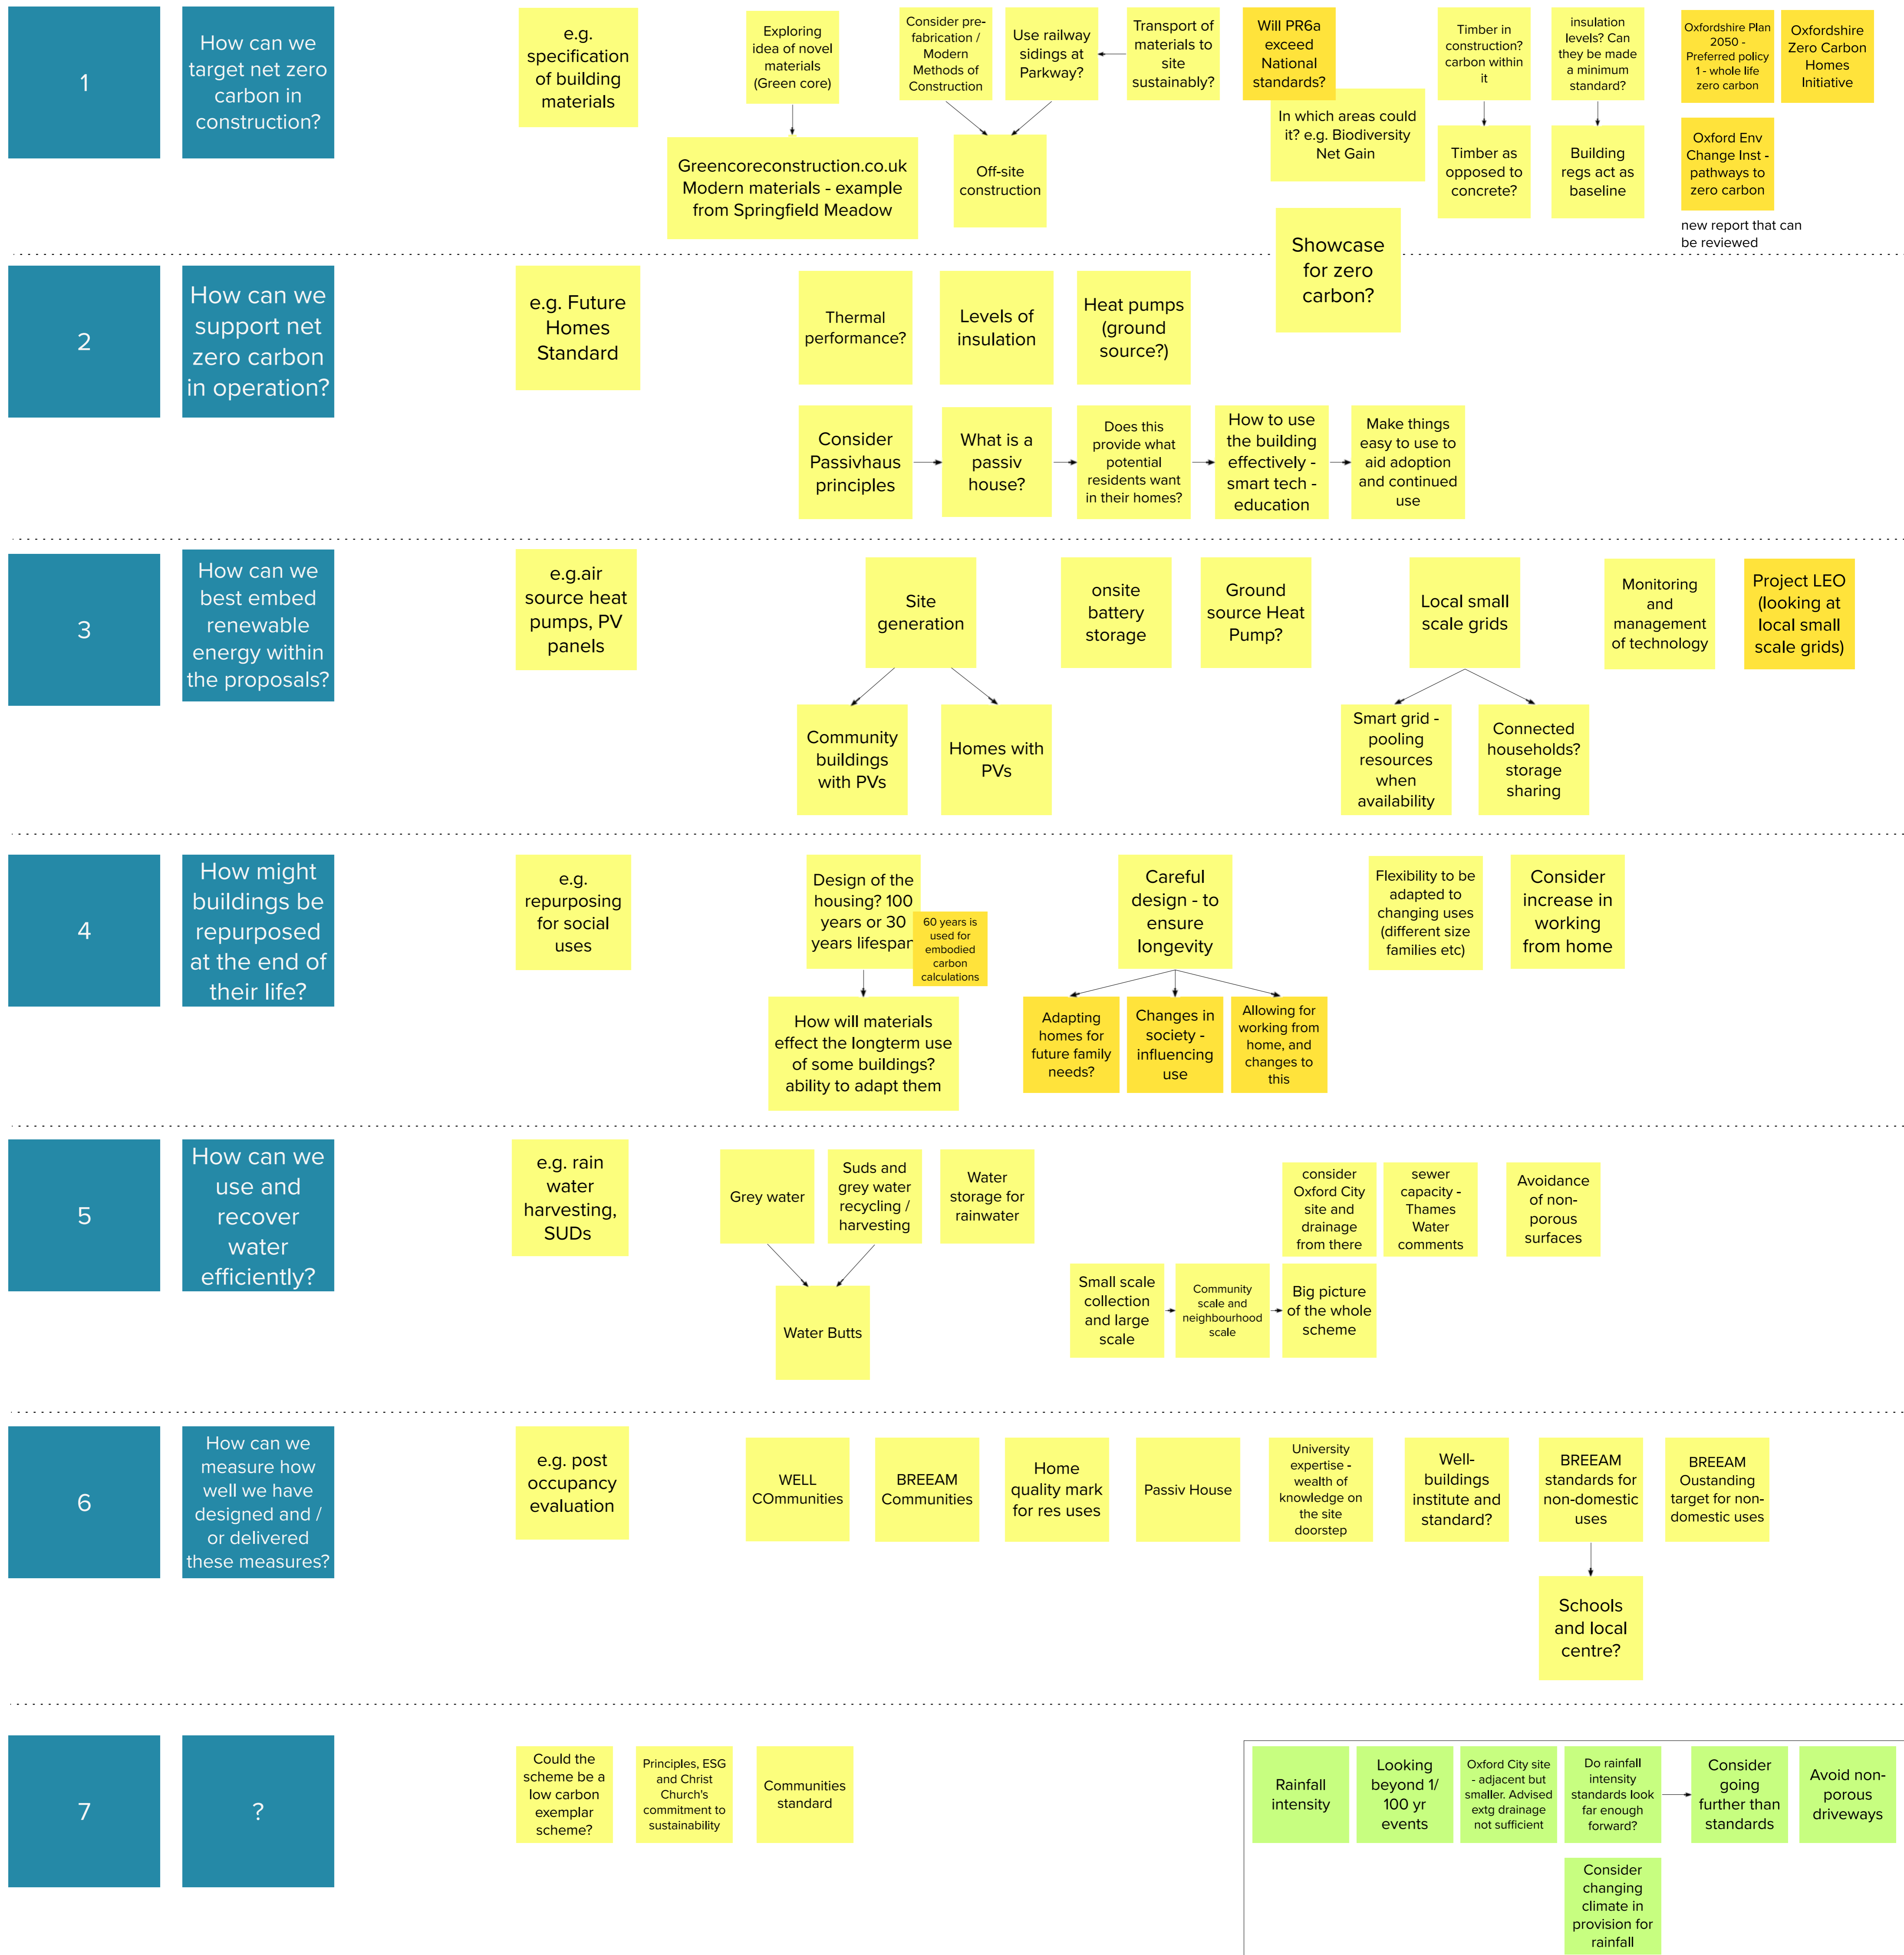 1
How can we
target net zero
carbon in
construction?
e.g.
specification
of building
materials
Exploring
idea of novel
materials
(Green core)
Consider pre-
fabrication /
Modern
Methods of
Construction
Use railway
sidings at
Parkway?
Transport of
materials to
site
sustainably?
Will PR6a
exceed
National
standards?
In which areas could
it? e.g. Biodiversity
Net Gain
Timber in
construction?
carbon within
it
insulation
levels? Can
they be made
a minimum
standard?
Oxfordshire Plan
2050 -
Preferred policy
1 - whole life
zero carbon
Oxfordshire
Zero Carbon
Homes
Initiative
Greencoreconstruction.co.uk
Modern materials - example
from Springfield Meadow
Off-site
construction
Timber as
opposed to
concrete?
Building
regs act as
baseline
Oxford Env
Change Inst -
pathways to
zero carbon
new report that can
be reviewed
Showcase
for zero
carbon?
2
How can we
support net
zero carbon
in operation?
e.g. Future
Homes
Standard
Thermal
performance?
Levels of
insulation
Heat pumps
(ground
source?)
Consider
Passivhaus
principles
What is a
passiv
house?
Does this
provide what
potential
residents want
in their homes?
How to use
the building
effectively -
smart tech -
education
Make things
easy to use to
aid adoption
and continued
use
3
How can we
best embed
renewable
energy within
the proposals?
e.g.air
source heat
pumps, PV
panels
Site
generation
onsite
battery
storage
Ground
source Heat
Pump?
Local small
scale grids
Monitoring
and
management
of technology
Project LEO
(looking at
local small
scale grids)
Community
buildings
with PVs
Homes with
PVs
Smart grid -
pooling
resources
when
availability
Connected
households?
storage
sharing
4
How might
buildings be
repurposed
at the end of
their life?
e.g.
repurposing
for social
uses
Design of the
housing? 100
years or 30
years lifespan
60 years is
used for
embodied
carbon
calculations
Careful
design - to
ensure
longevity
Flexibility to be
adapted to
changing uses
(different size
families etc)
Consider
increase in
working
from home
How will materials
effect the longterm use
of some buildings?
ability to adapt them
Adapting
homes for
future family
needs?
Changes in
society -
influencing
use
Allowing for
working from
home, and
changes to
this
5
How can we
use and
recover
water
efficiently?
e.g. rain
water
harvesting,
SUDs
Grey water
Suds and
grey water
recycling /
harvesting
Water
storage for
rainwater
consider
Oxford City
site and
drainage
from there
sewer
capacity -
Thames
Water
comments
Avoidance
of non-
porous
surfaces
Water Butts
Small scale
collection
and large
scale
Community
scale and
neighbourhood
scale
Big picture
of the whole
scheme
6
How can we
measure how
well we have
designed and /
or delivered
these measures?
e.g. post
occupancy
evaluation
WELL
COmmunities
BREEAM
Communities
Home
quality mark
for res uses
Passiv House
University
expertise -
wealth of
knowledge on
the site
doorstep
Well-
buildings
institute and
standard?
BREEAM
standards for
non-domestic
uses
BREEAM
Oustanding
target for non-
domestic uses
Schools
and local
centre?
7
?
Could the
scheme be a
low carbon
exemplar
scheme?
Principles, ESG
and Christ
Church's
commitment to
sustainability
Communities
standard
Rainfall
intensity
Looking
beyond 1/
100 yr
events
Oxford City site
- adjacent but
smaller. Advised
extg drainage
not sufficient
Do rainfall
intensity
standards look
far enough
forward?
Consider
going
further than
standards
Avoid non-
porous
driveways
Consider
changing
climate in
provision for
rainfall